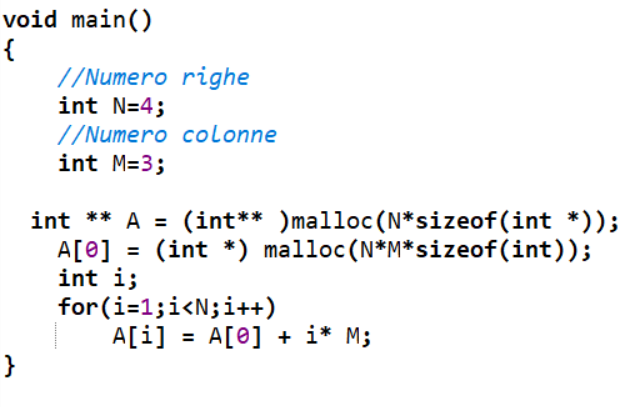 void main()
{
    //Numero righe
    int N=4;
    //Numero colonne
    int M=3;

  int ** A = (int** )malloc(N*sizeof(int *));
    A[0] = (int *) malloc(N*M*sizeof(int));
    int i;
    for(i=1;i<N;i++)
        A[i] = A[0] + i* M;
}